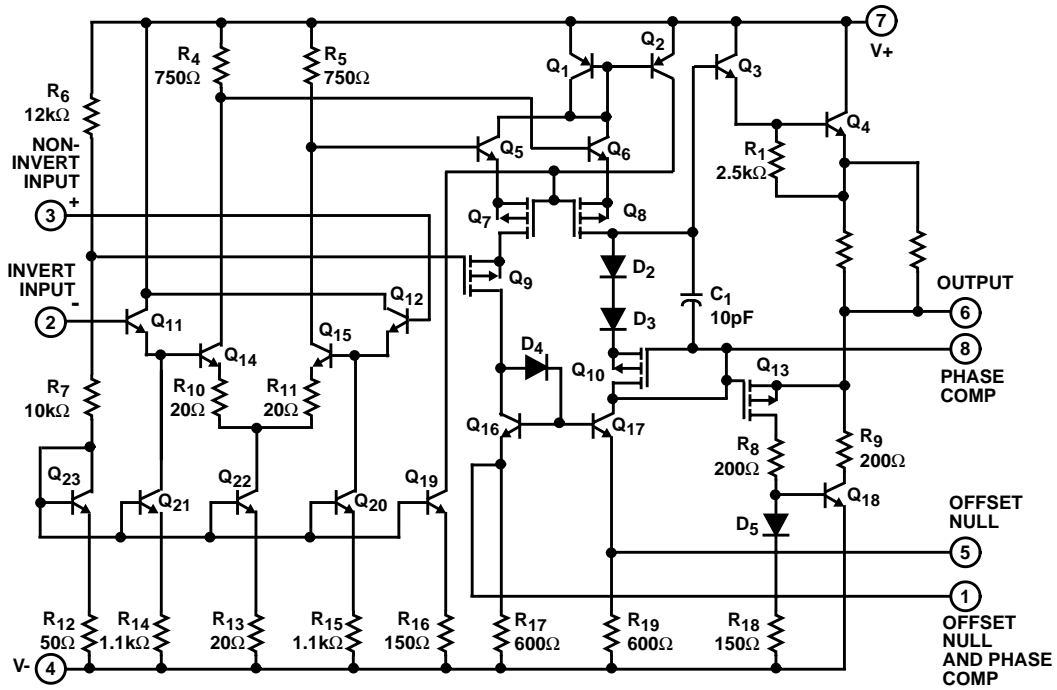 7
V+
R4
750Ω
R5
750Ω
Q1
Q2
Q3
Q4
R6
12kΩ
NON-
INVERT
INPUT
+
3
Q5
Q6
R1
2.5kΩ
Q7
Q8
Q9
D2
D3
C1
10pF
INVERT
INPUT
-
2
Q11
Q12
Q14
Q15
OUTPUT
6
8
PHASE
COMP
R7
10kΩ
R10
20Ω
R11
20Ω
D4
Q10
Q13
Q16
Q17
R8
200Ω
R9
200Ω
Q23
Q21
Q22
Q20
Q19
Q18
D5
OFFSET
NULL
5
1
OFFSET
NULL
AND PHASE
COMP
R12
50Ω
R14
1.1kΩ
R13
20Ω
R15
1.1kΩ
R16
150Ω
R17
600Ω
R19
600Ω
R18
150Ω
V-
4